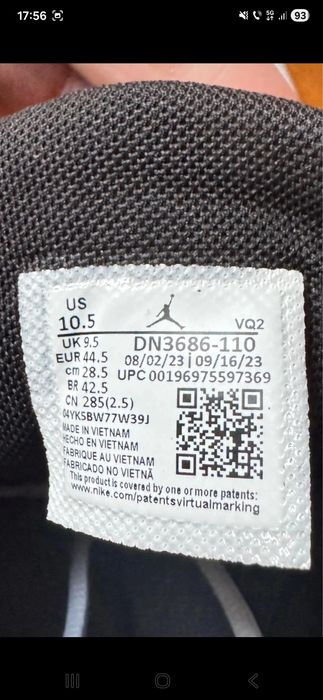 17:56
5G
93
US
10.5
VQ2
UK 9.5
DN3686-110
EUR 44.5
08/02/23 | 09/16/23
cm 28.5
UPC 00196975597369
BR 42.5
CN 285(2.5)
04YK5BW77W39J
MADE IN VIETNAM
HECHO EN VIETNAM
FABRIQUE AU VIETNAM
FABRICADO NO VIETNÃ
This product is covered by one or more patents:
www.nike.com/patentsvirtualmarking